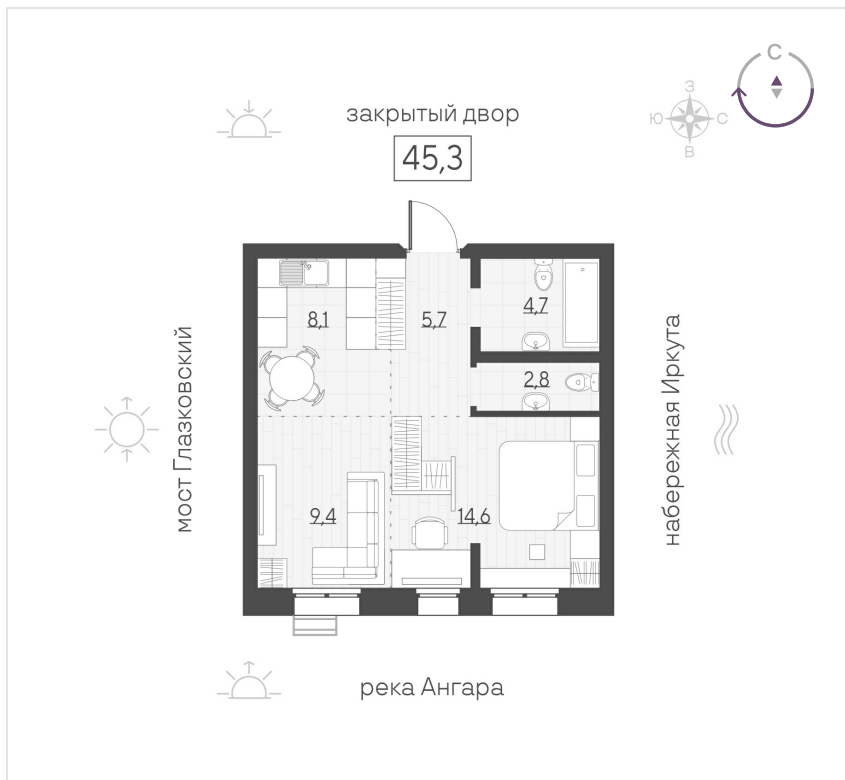 С
закрытый двор
45,3
З
Ю
С
В
8,1
5,7
4,7
2,8
мост Глазковский
набережная Иркута
9,4
14,6
река Ангара